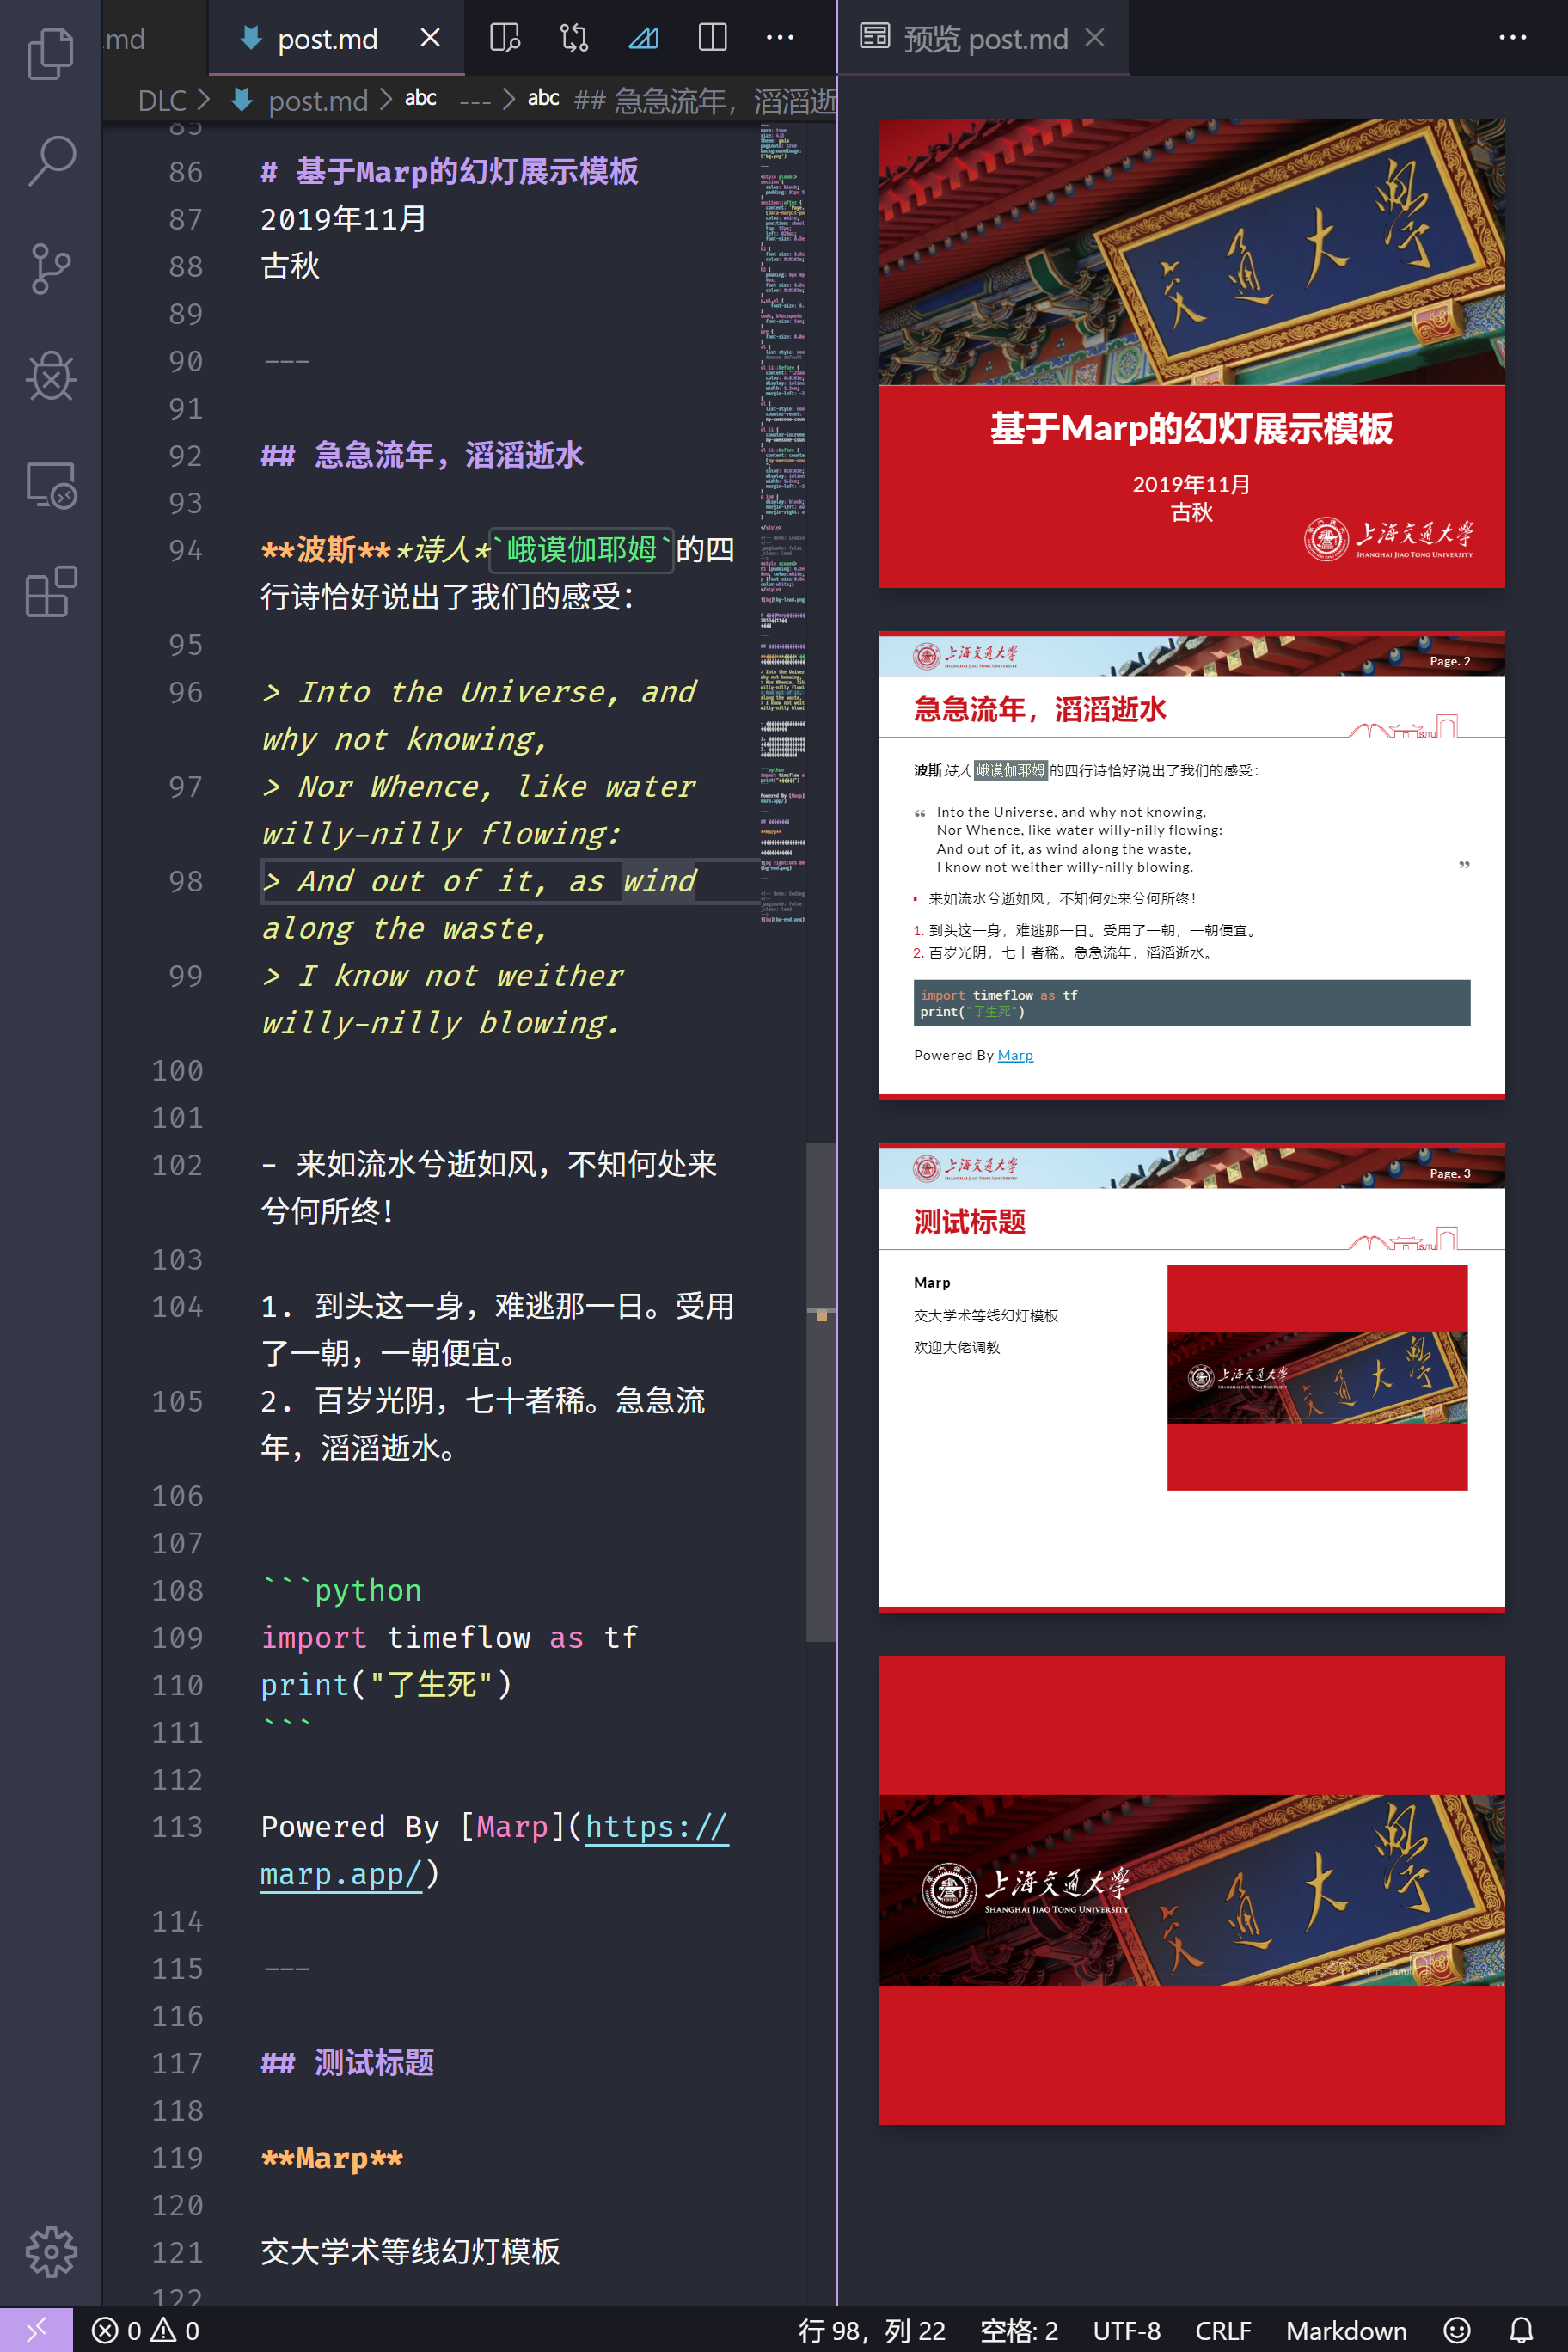 .md
post.md
预览 post.md
DLC
post.md
abc
---
abc
## 急急流年，滔滔逝
85
86 # 基于Marp的幻灯展示模板
87 2019年11月
88 古秋
89
90 ---
91
92 ## 急急流年，滔滔逝水
93
94 **波斯***诗人*`峨谟伽耶姆`的四
行诗恰好说出了我们的感受：
95
96 > Into the Universe, and
why not knowing,
97 > Nor Whence, like water
willy-nilly flowing:
98 > And out of it, as wind
along the waste,
99 > I know not weither
willy-nilly blowing.
100
101
102 - 来如流水兮逝如风，不知何处来
兮何所终！
103
104 1. 到头这一身，难逃那一日。受用
了一朝，一朝便宜。
105 2. 百岁光阴，七十者稀。急急流
年，滔滔逝水。
106
107
108 ```python
109 import timeflow as tf
110 print("了生死")
111 ```
112
113 Powered By [Marp](https://
marp.app/)
114
115 ---
116
117 ## 测试标题
118
119 **Marp**
120
121 交大学术等线幻灯模板
122
交通大學
基于Marp的幻灯展示模板
2019年11月
古秋
上海交通大学
SHANGHAI JIAO TONG UNIVERSITY
上海交通大学
SHANGHAI JIAO TONG UNIVERSITY
Page. 2
急急流年，滔滔逝水
SJTU
波斯诗人 峨谟伽耶姆 的四行诗恰好说出了我们的感受：
“ Into the Universe, and why not knowing,
Nor Whence, like water willy-nilly flowing:
And out of it, as wind along the waste,
I know not weither willy-nilly blowing. ”
来如流水兮逝如风，不知何处来兮何所终！
1. 到头这一身，难逃那一日。受用了一朝，一朝便宜。
2. 百岁光阴，七十者稀。急急流年，滔滔逝水。
import timeflow as tf
print("了生死")
Powered By Marp
上海交通大学
SHANGHAI JIAO TONG UNIVERSITY
Page. 3
测试标题
SJTU
Marp
交大学术等线幻灯模板
欢迎大佬调教
上海交通大学
SHANGHAI JIAO TONG UNIVERSITY
交通大學
上海交通大学
SHANGHAI JIAO TONG UNIVERSITY
交通大學
0 0
行 98，列 22
空格: 2
UTF-8
CRLF
Markdown